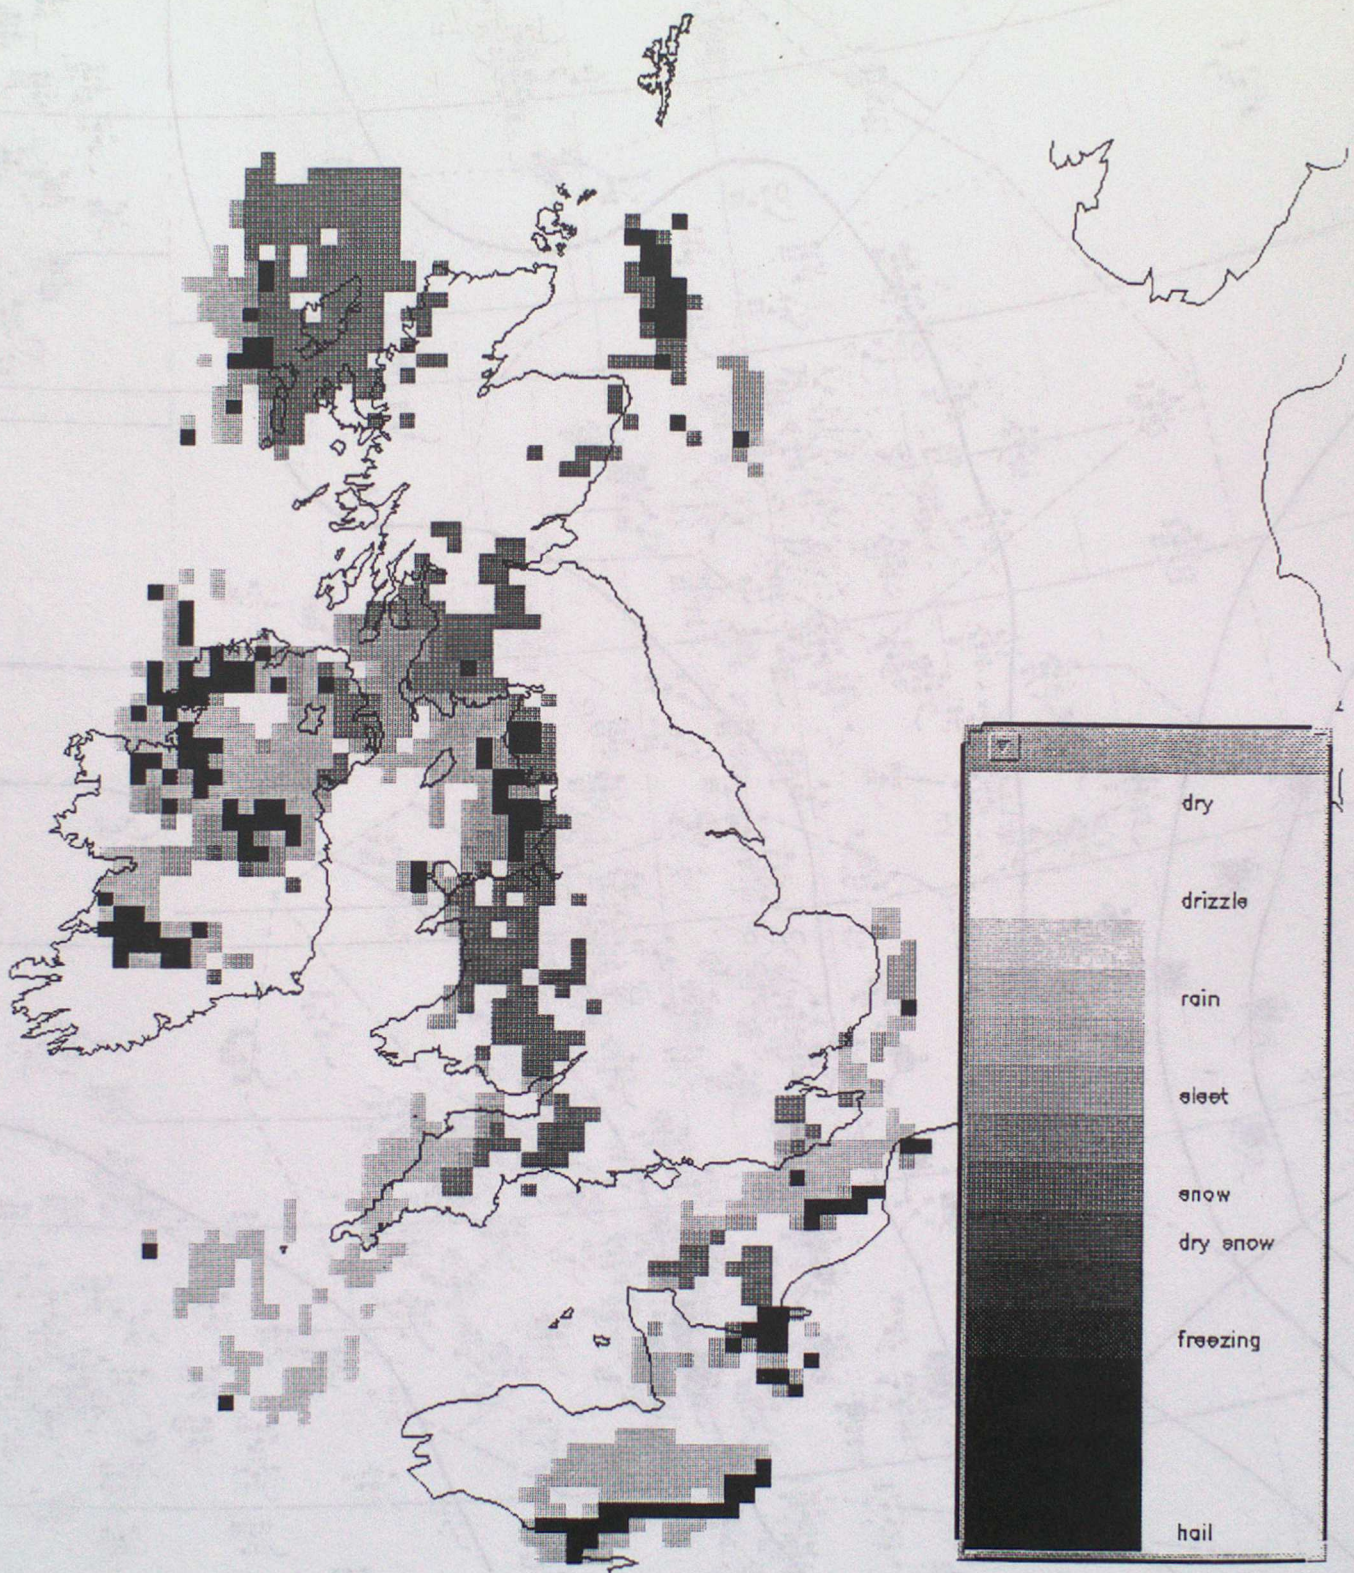 dry
drizzle
rain
sleet
snow
dry snow
freezing
hail